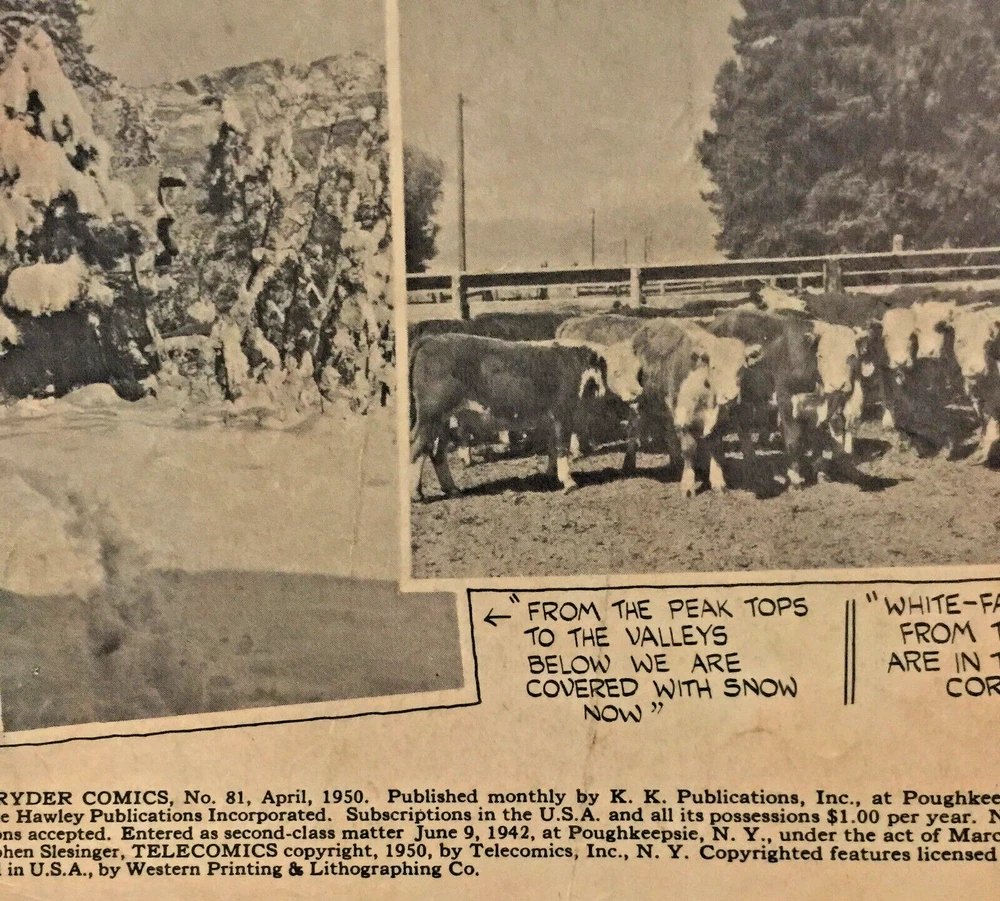 ← "FROM THE PEAK TOPS
TO THE VALLEYS
BELOW WE ARE
COVERED WITH SNOW
NOW"
"WHITE-FA
FROM T
ARE IN T
COR
RYDER COMICS, No. 81, April, 1950. Published monthly by K. K. Publications, Inc., at Poughkee
e Hawley Publications Incorporated. Subscriptions in the U.S.A. and all its possessions $1.00 per year. N
ons accepted. Entered as second-class matter June 9, 1942, at Poughkeepsie, N. Y., under the act of Marc
phen Slesinger, TELECOMICS copyright, 1950, by Telecomics, Inc., N. Y. Copyrighted features licensed
in U.S.A., by Western Printing & Lithographing Co.